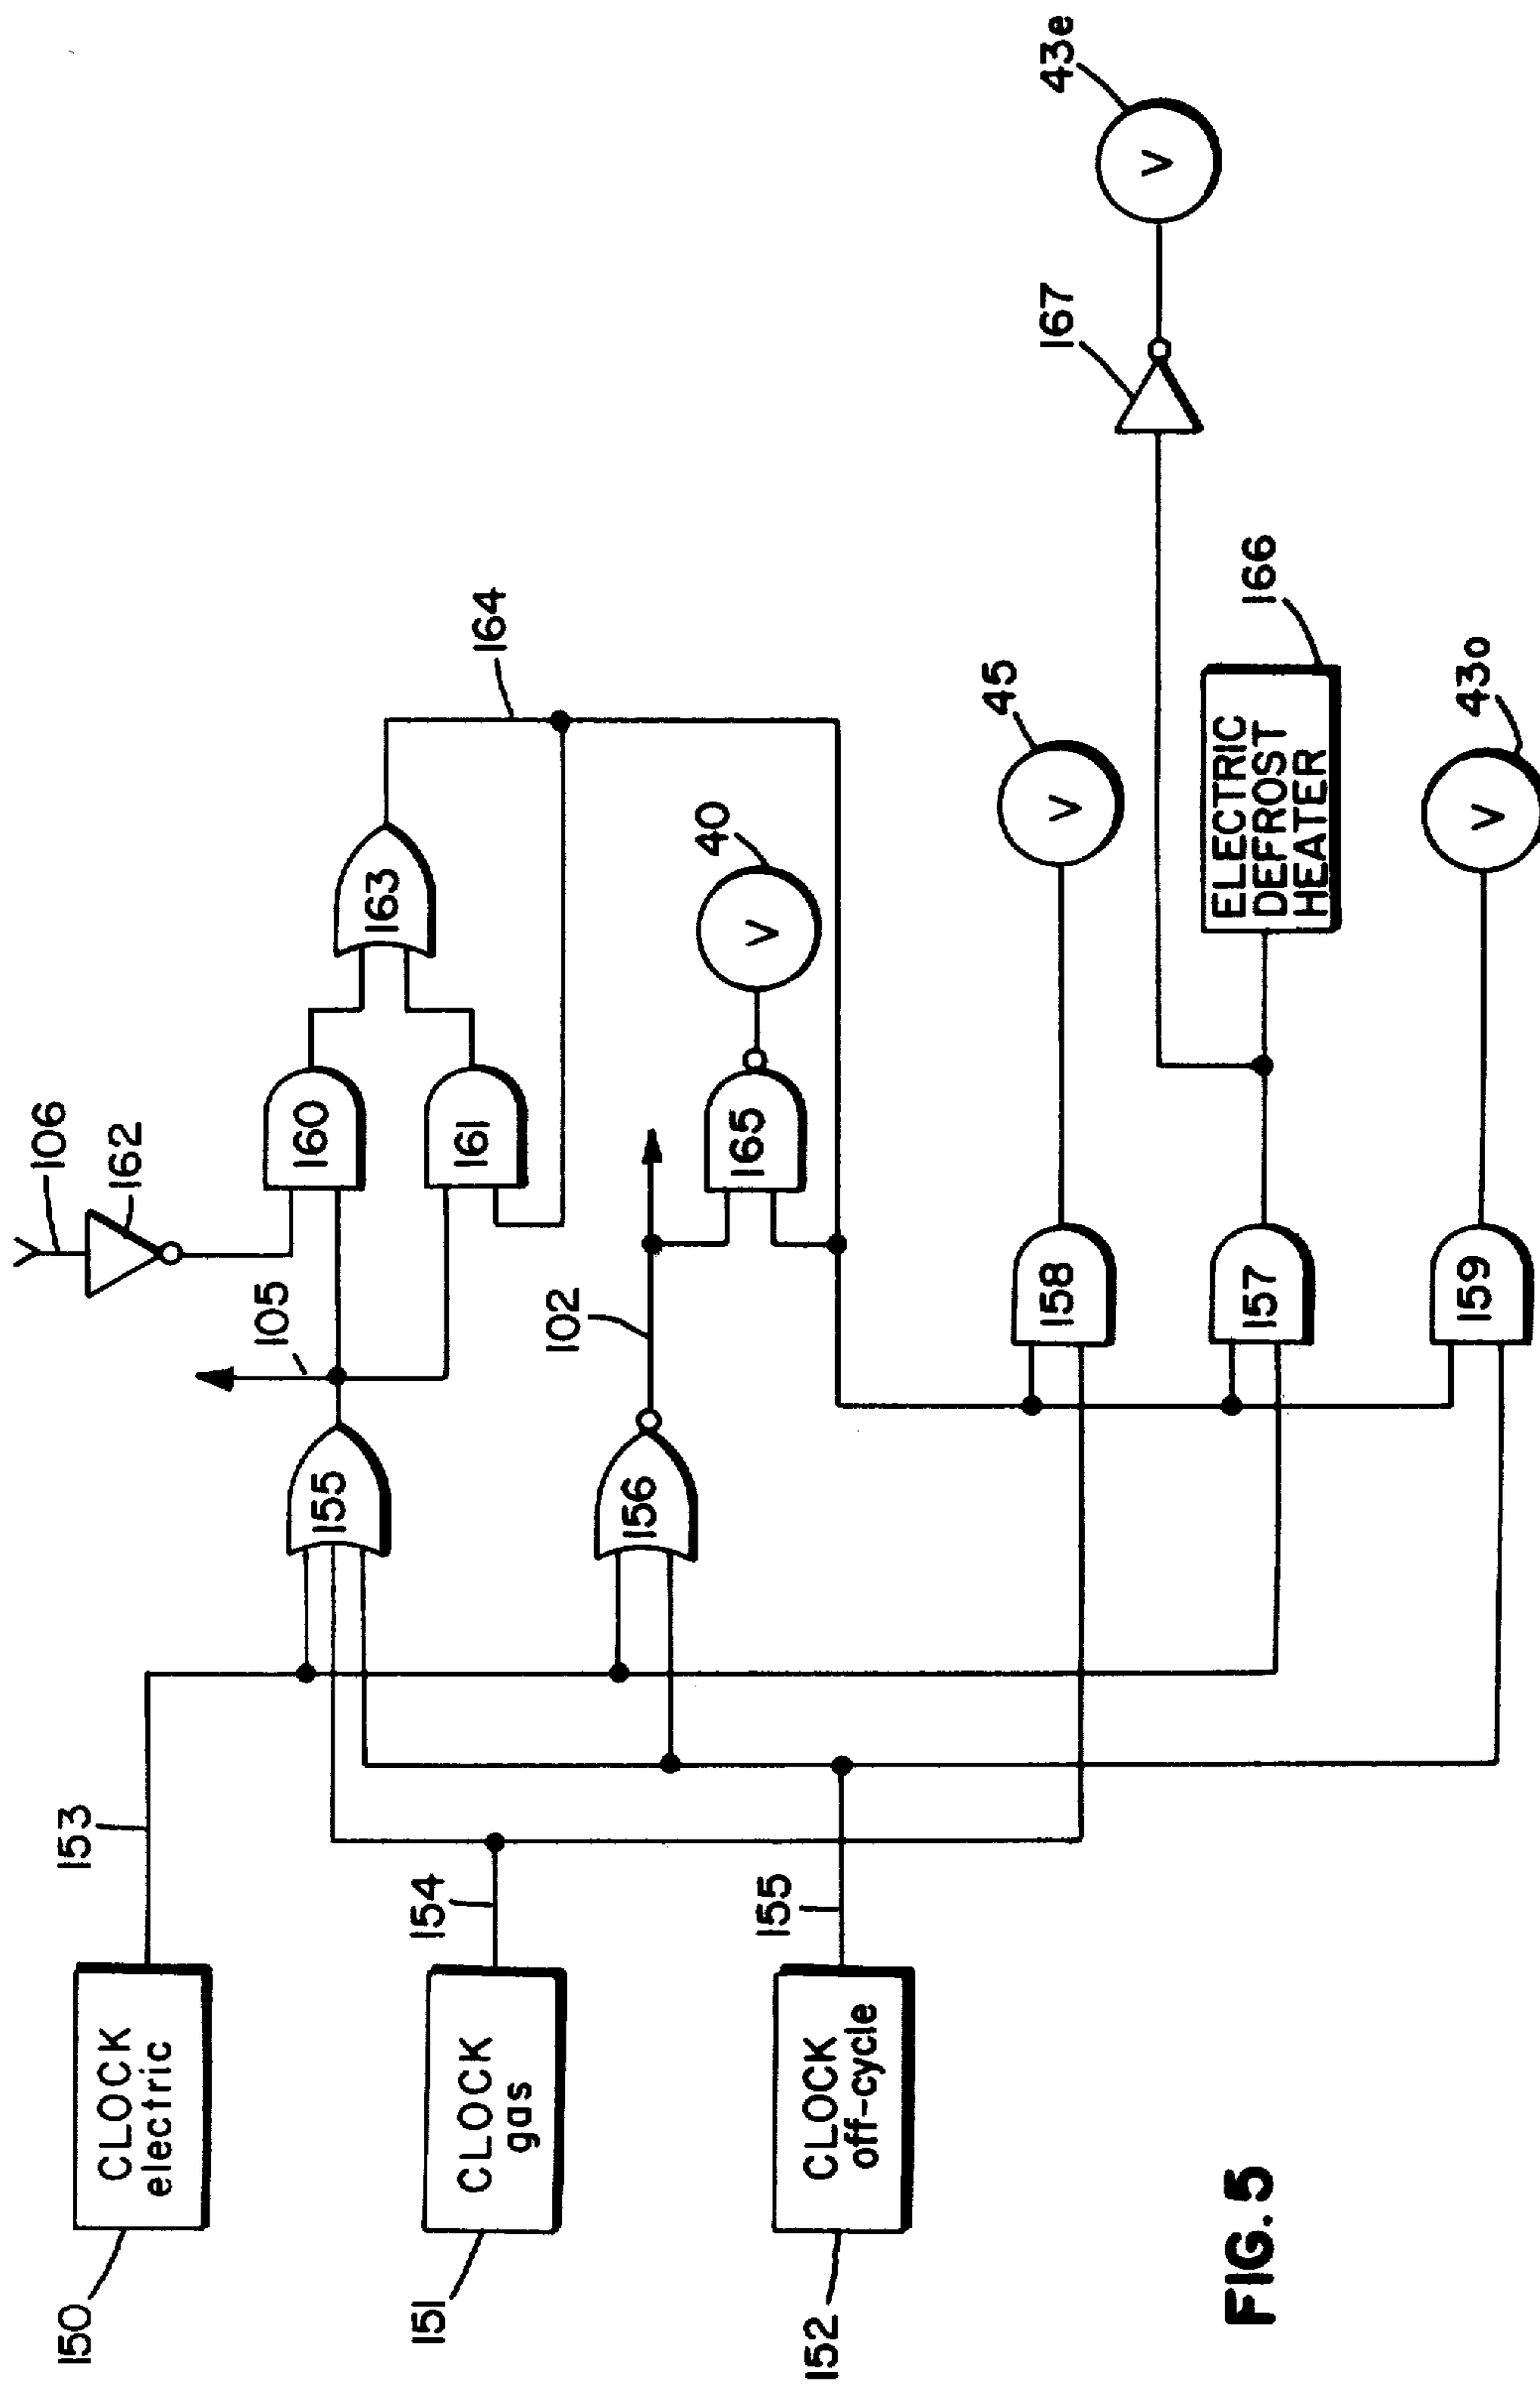 150
CLOCK
electric
153
151
CLOCK
gas
154
152
CLOCK
off-cycle
155
155
105
106
162
160
161
163
164
156
102
165
V
40
158
V
45
157
ELECTRIC
DEFROST
HEATER
166
167
V
43e
159
V
43o
FIG. 5